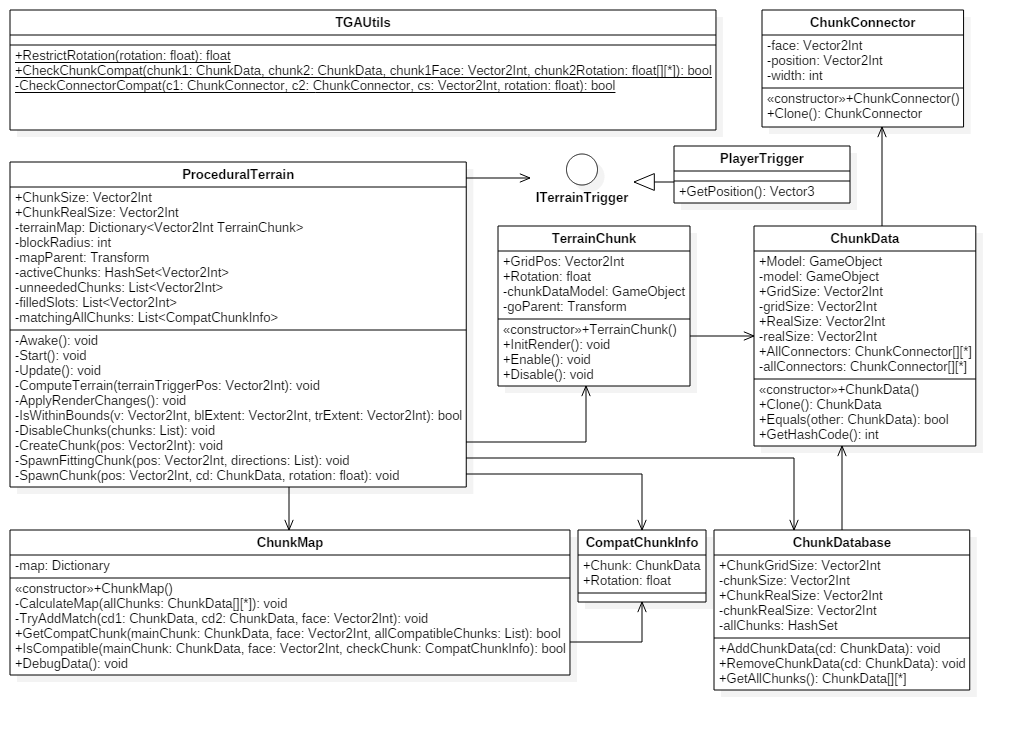 TGAUtils
+RestrictRotation(rotation: float): float
+CheckChunkCompat(chunk1: ChunkData, chunk2: ChunkData, chunk1Face: Vector2Int, chunk2Rotation: float[][*]): bool
-CheckConnectorCompat(c1: ChunkConnector, c2: ChunkConnector, cs: Vector2Int, rotation: float): bool
ChunkConnector
-face: Vector2Int
-position: Vector2Int
-width: int
«constructor»+ChunkConnector()
+Clone(): ChunkConnector
ProceduralTerrain
+ChunkSize: Vector2Int
+ChunkRealSize: Vector2Int
-terrainMap: Dictionary<Vector2Int TerrainChunk>
-blockRadius: int
-mapParent: Transform
-activeChunks: HashSet<Vector2Int>
-unneededChunks: List<Vector2Int>
-filledSlots: List<Vector2Int>
-matchingAllChunks: List<CompatChunkInfo>
-Awake(): void
-Start(): void
-Update(): void
-ComputeTerrain(terrainTriggerPos: Vector2Int): void
-ApplyRenderChanges(): void
-IsWithinBounds(v: Vector2Int, blExtent: Vector2Int, trExtent: Vector2Int): bool
-DisableChunks(chunks: List): void
-CreateChunk(pos: Vector2Int): void
-SpawnFittingChunk(pos: Vector2Int, directions: List): void
-SpawnChunk(pos: Vector2Int, cd: ChunkData, rotation: float): void
ITerrainTrigger
PlayerTrigger
+GetPosition(): Vector3
TerrainChunk
+GridPos: Vector2Int
+Rotation: float
-chunkDataModel: GameObject
-goParent: Transform
«constructor»+TerrainChunk()
+InitRender(): void
+Enable(): void
+Disable(): void
ChunkData
+Model: GameObject
-model: GameObject
+GridSize: Vector2Int
-gridSize: Vector2Int
+RealSize: Vector2Int
-realSize: Vector2Int
+AllConnectors: ChunkConnector[][*]
-allConnectors: ChunkConnector[][*]
«constructor»+ChunkData()
+Clone(): ChunkData
+Equals(other: ChunkData): bool
+GetHashCode(): int
ChunkMap
-map: Dictionary
«constructor»+ChunkMap()
-CalculateMap(allChunks: ChunkData[][*]): void
-TryAddMatch(cd1: ChunkData, cd2: ChunkData, face: Vector2Int): void
+GetCompatChunk(mainChunk: ChunkData, face: Vector2Int, allCompatibleChunks: List): bool
+IsCompatible(mainChunk: ChunkData, face: Vector2Int, checkChunk: CompatChunkInfo): bool
+DebugData(): void
CompatChunkInfo
+Chunk: ChunkData
+Rotation: float
ChunkDatabase
+ChunkGridSize: Vector2Int
-chunkSize: Vector2Int
+ChunkRealSize: Vector2Int
-chunkRealSize: Vector2Int
-allChunks: HashSet
+AddChunkData(cd: ChunkData): void
+RemoveChunkData(cd: ChunkData): void
+GetAllChunks(): ChunkData[][*]